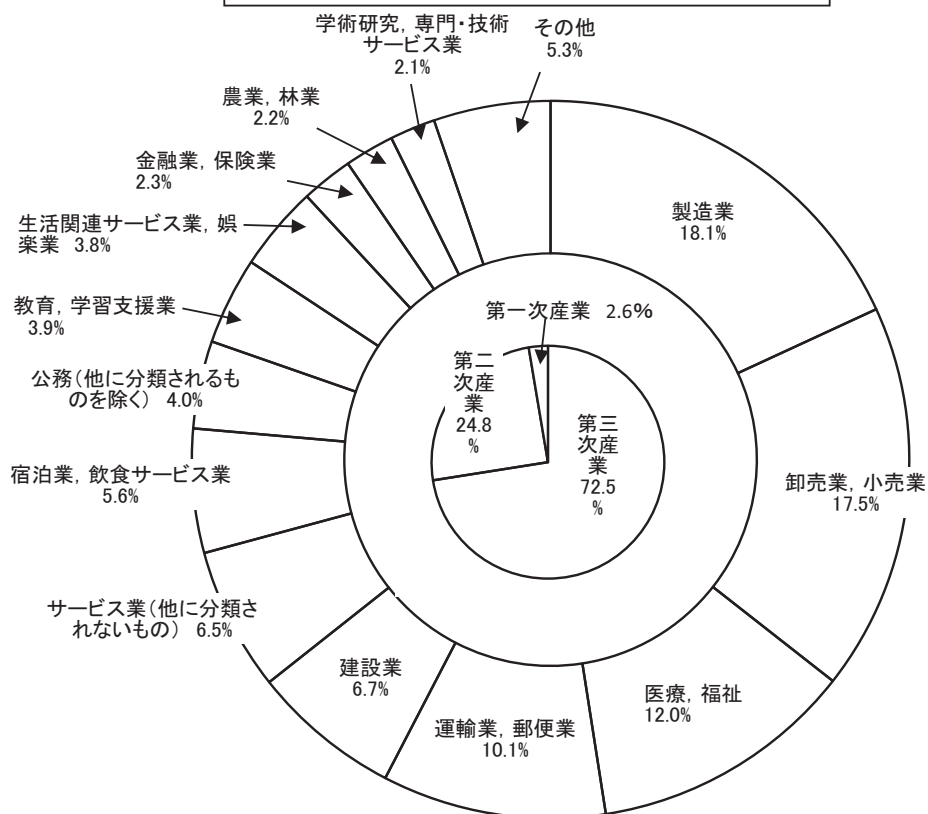 学術研究, 専門・技術
サービス業
2.1%
その他
5.3%
農業, 林業
2.2%
金融業, 保険業
2.3%
生活関連サービス業, 娯
楽業 3.8%
教育, 学習支援業
3.9%
公務(他に分類されるも
のを除く) 4.0%
宿泊業, 飲食サービス業
5.6%
サービス業(他に分類さ
れないもの) 6.5%
建設業
6.7%
運輸業, 郵便業
10.1%
医療, 福祉
12.0%
卸売業, 小売業
17.5%
製造業
18.1%
第一次産業 2.6%
第二
次産
業
24.8
%
第三
次産
業
72.5
%